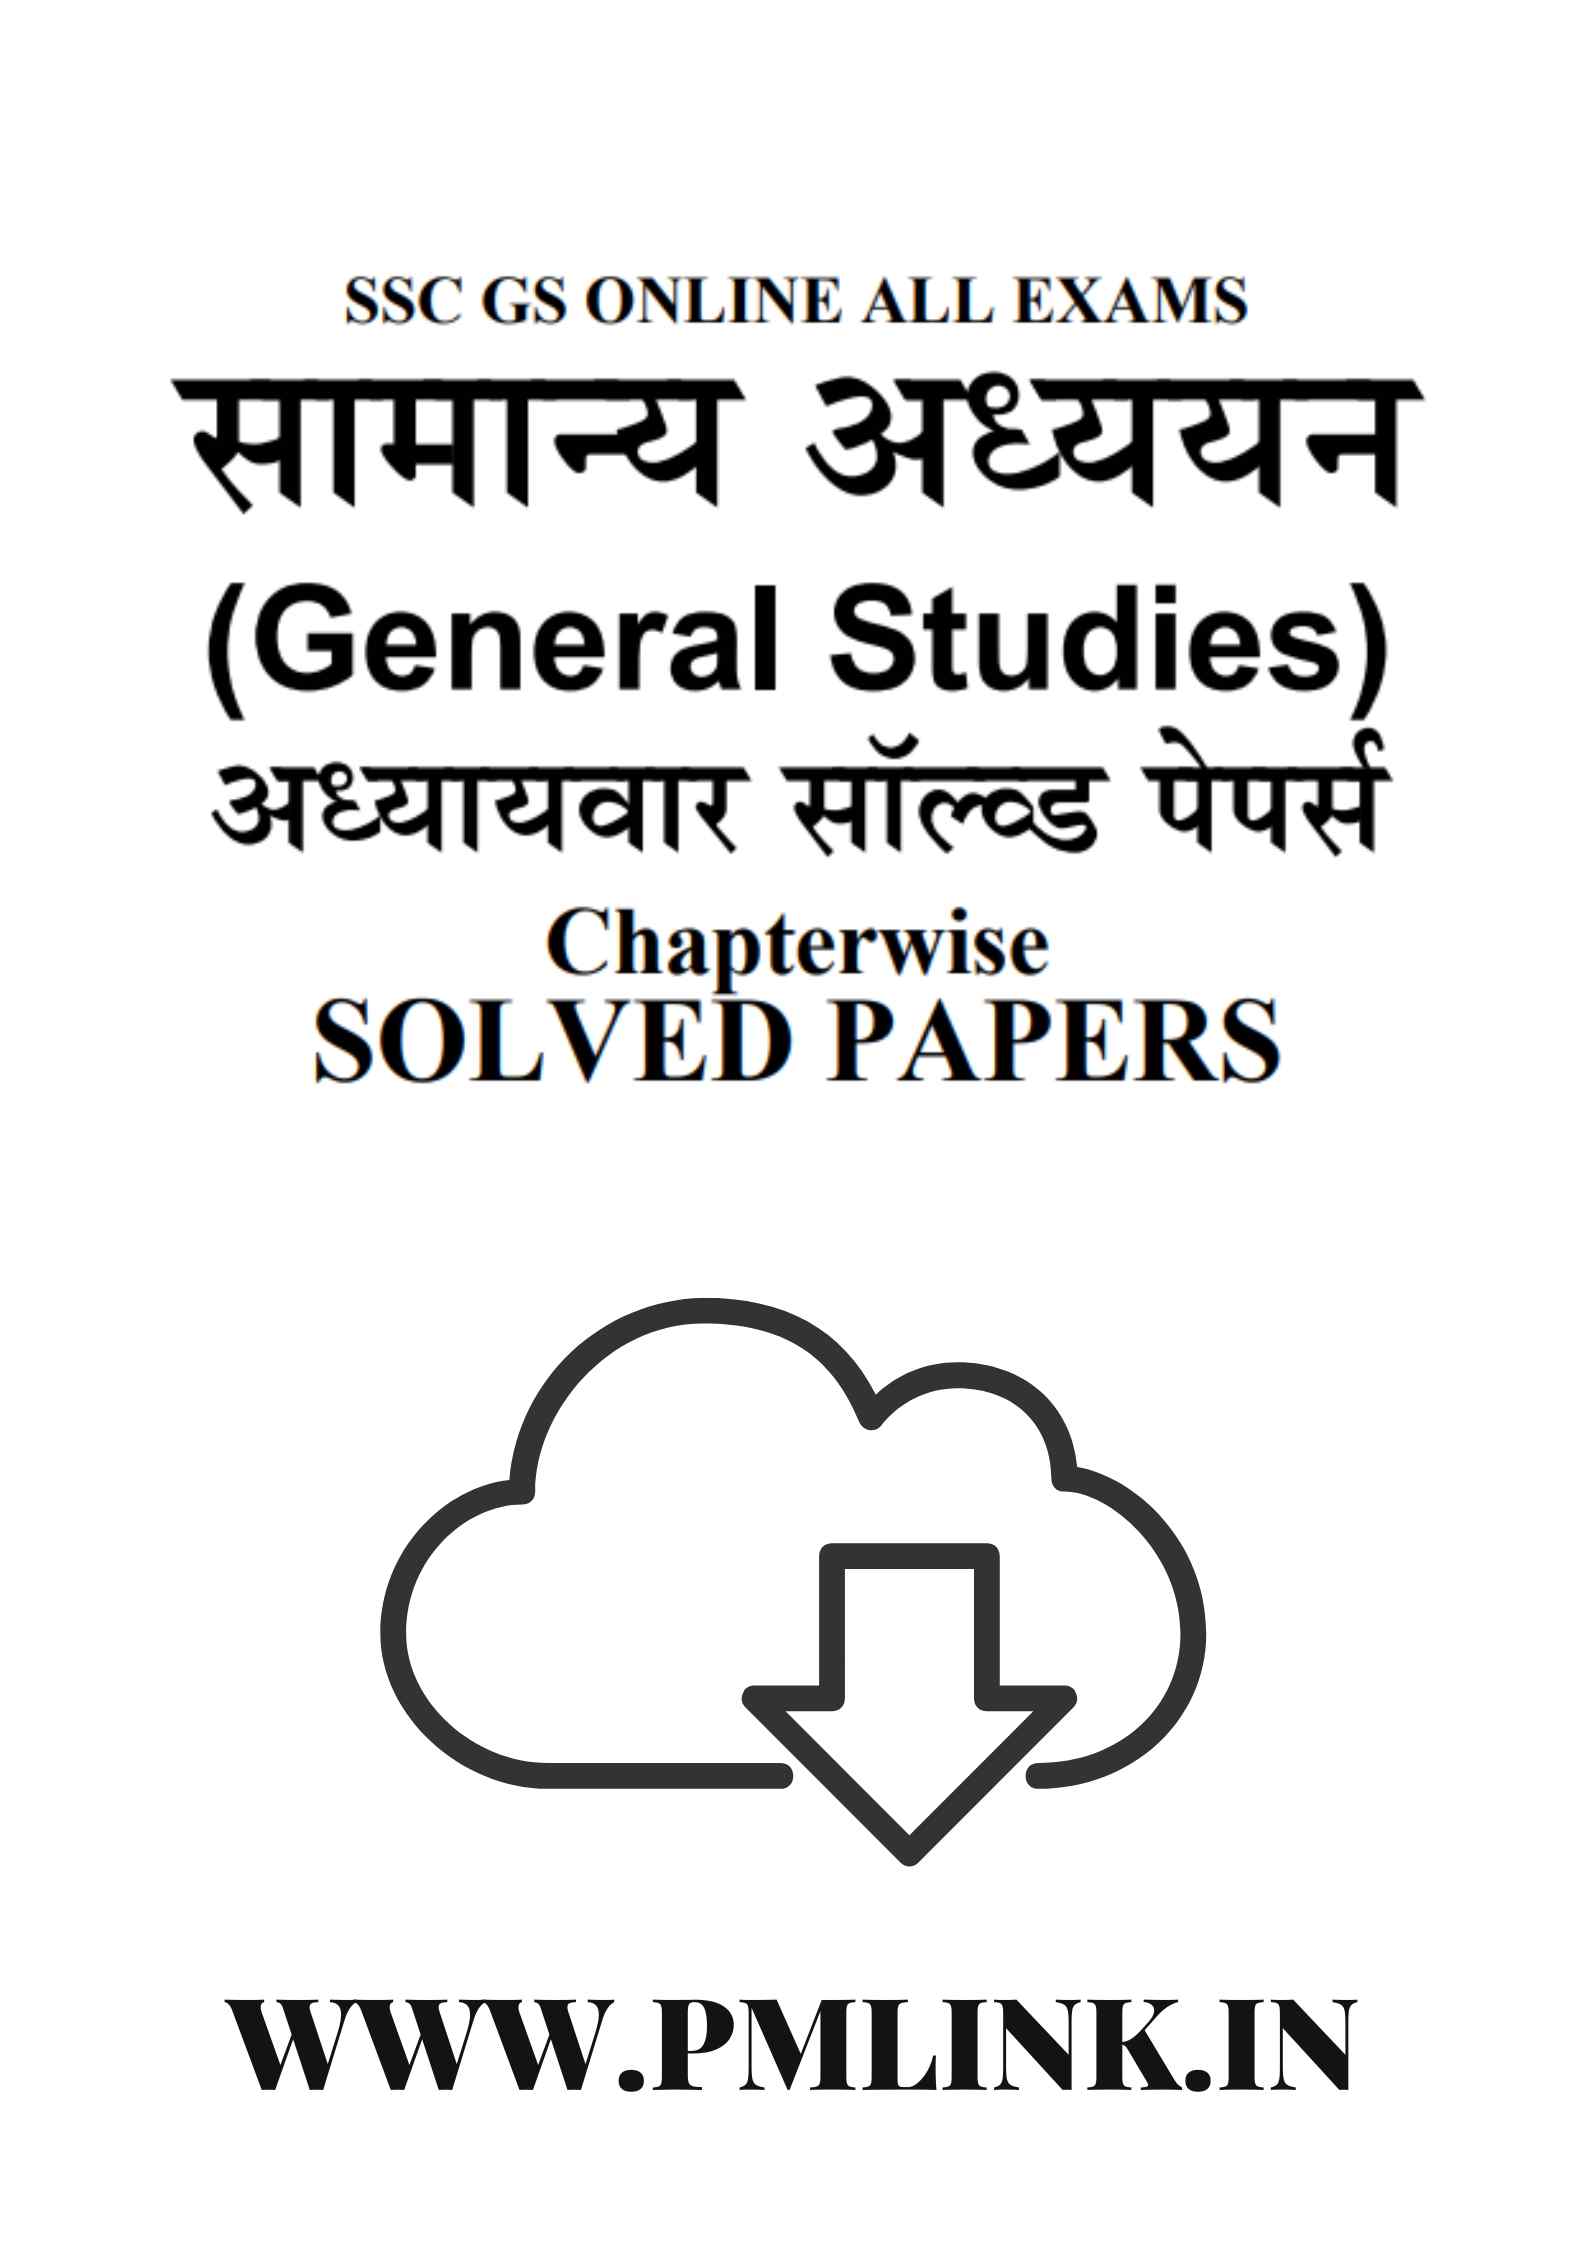 SSC GS ONLINE ALL EXAMS
सामान्य अध्ययन
(General Studies)
अध्यायवार सॉल्व्ड पेपर्स
Chapterwise
SOLVED PAPERS
WWW.PMLINK.IN